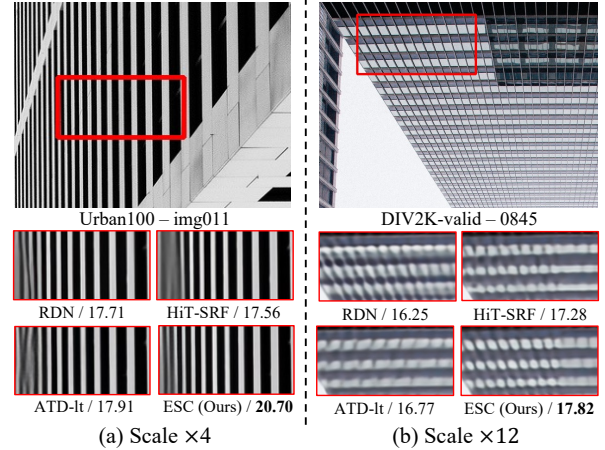 Urban100 – img011
DIV2K-valid – 0845
RDN / 17.71
HiT-SRF / 17.56
RDN / 16.25
HiT-SRF / 17.28
ATD-lt / 17.91
ESC (Ours) / 20.70
ATD-lt / 16.77
ESC (Ours) / 17.82
(a) Scale ×4
(b) Scale ×12